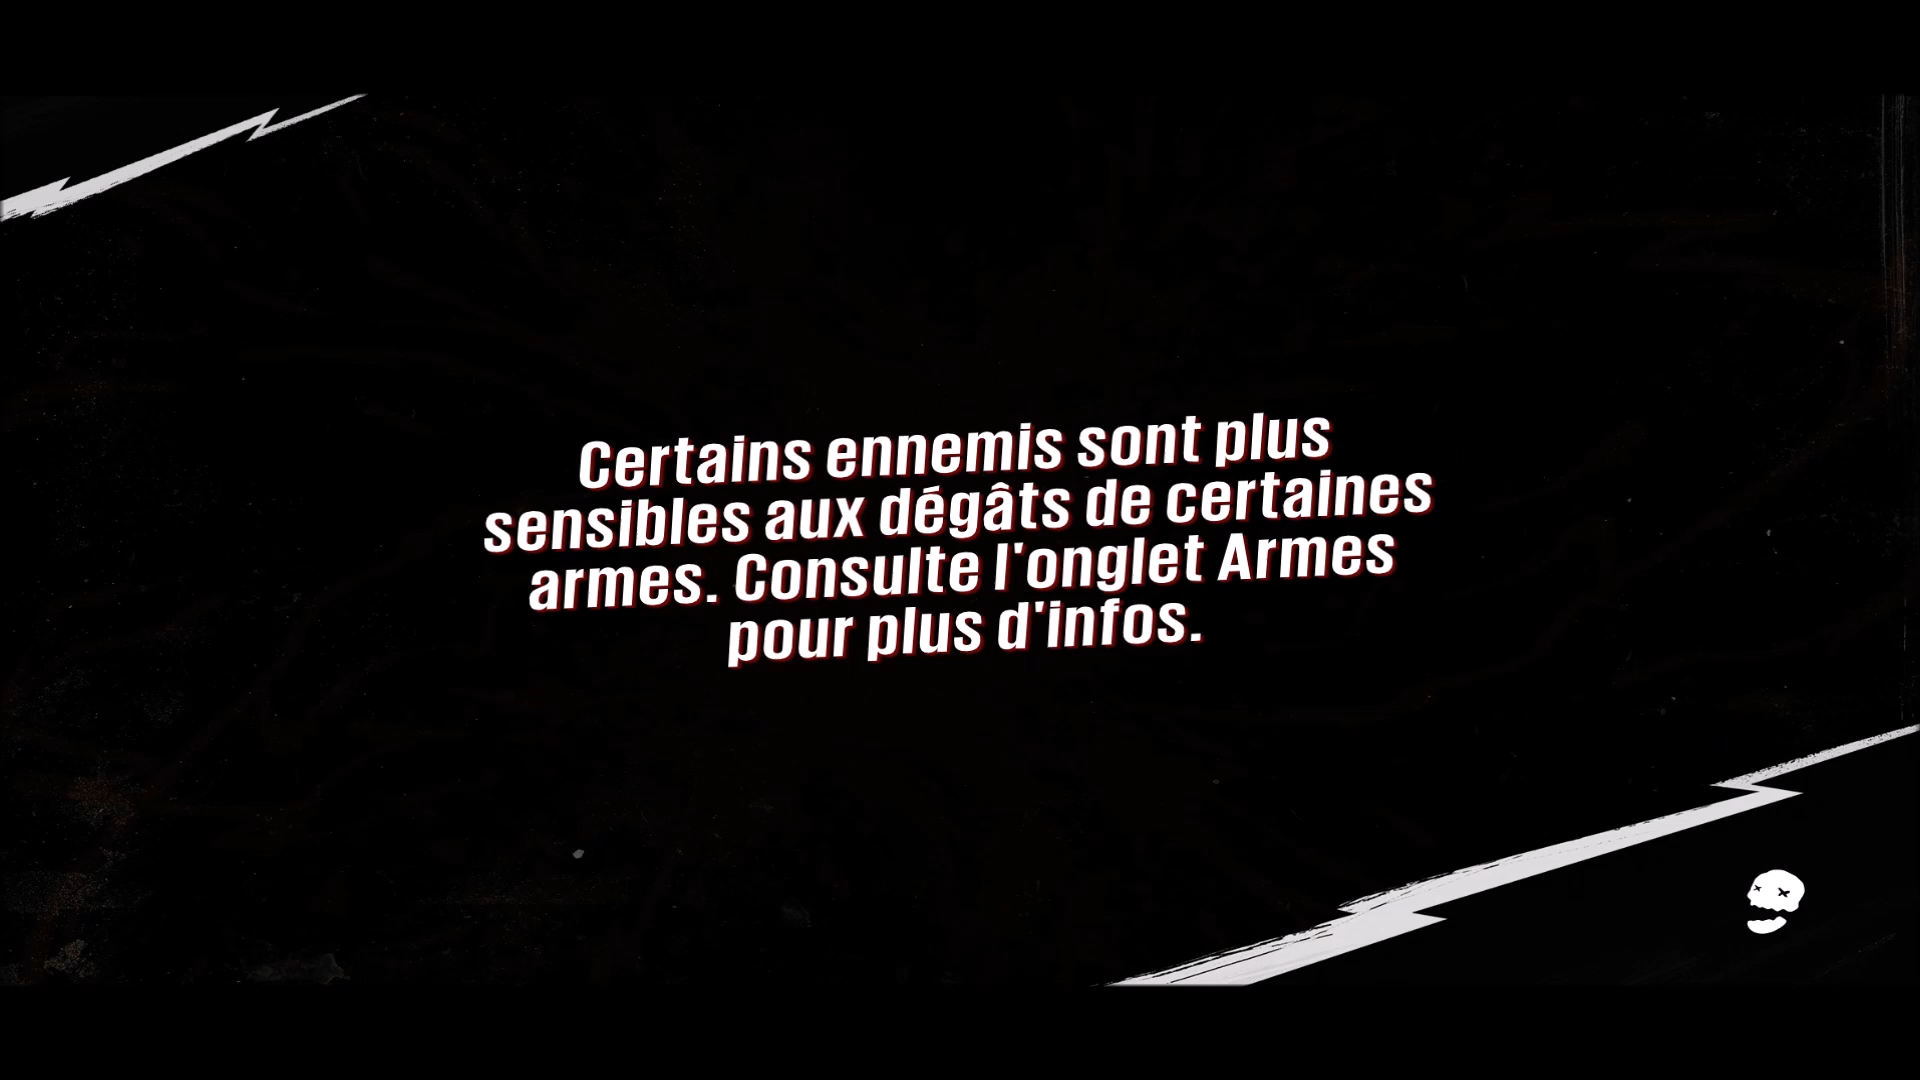 Certains ennemis sont plus
sensibles aux dégâts de certaines
armes. Consulte l'onglet Armes
pour plus d'infos.